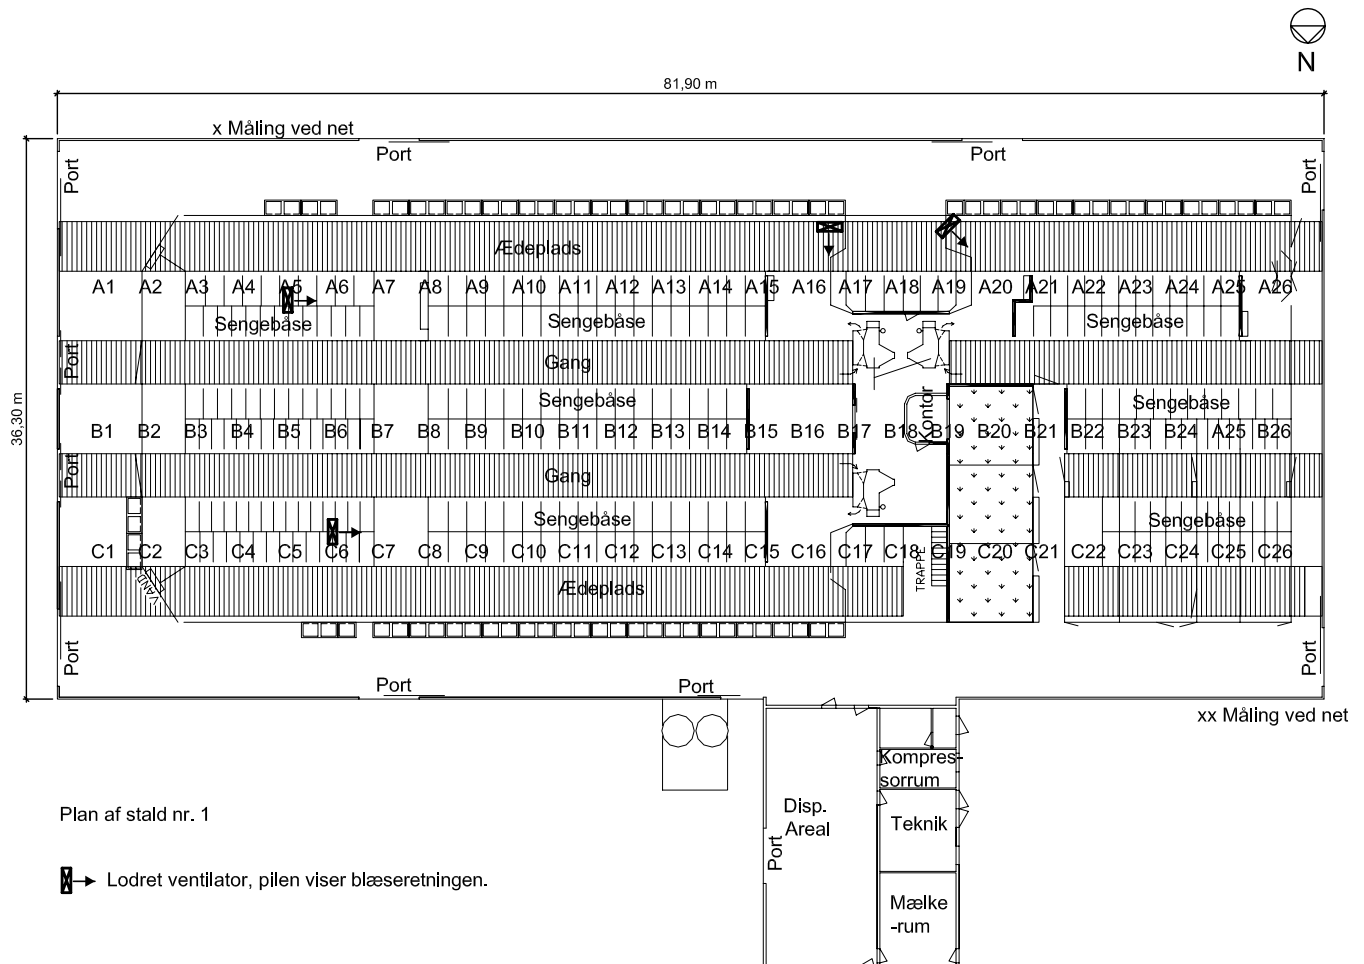 N
81,90 m
x Måling ved net
Port
Port
Port
Port
Ædeplads
A1 A2 A3 A4 A5 A6 A7 A8 A9 A10 A11 A12 A13 A14 A15 A16 A17 A18 A19 A20 A21 A22 A23 A24 A25 A26
Sengebåse
Sengebåse
Sengebåse
Port
Gang
36,30 m
Sengebåse
Sengebåse
Kontor
B1 B2 B3 B4 B5 B6 B7 B8 B9 B10 B11 B12 B13 B14 B15 B16 B17 B18 B19 B20 B21 B22 B23 B24 A25 B26
Port
Gang
Sengebåse
Sengebåse
C1 C2 C3 C4 C5 C6 C7 C8 C9 C10 C11 C12 C13 C14 C15 C16 C17 C18 C19 C20 C21 C22 C23 C24 C25 C26
VAND
TRAPPE
Ædeplads
Port
Port
Port
Port
xx Måling ved net
Kompres-
sorrum
Disp.
Areal
Plan af stald nr. 1
Teknik
Port
Lodret ventilator, pilen viser blæseretningen.
Mælke
-rum